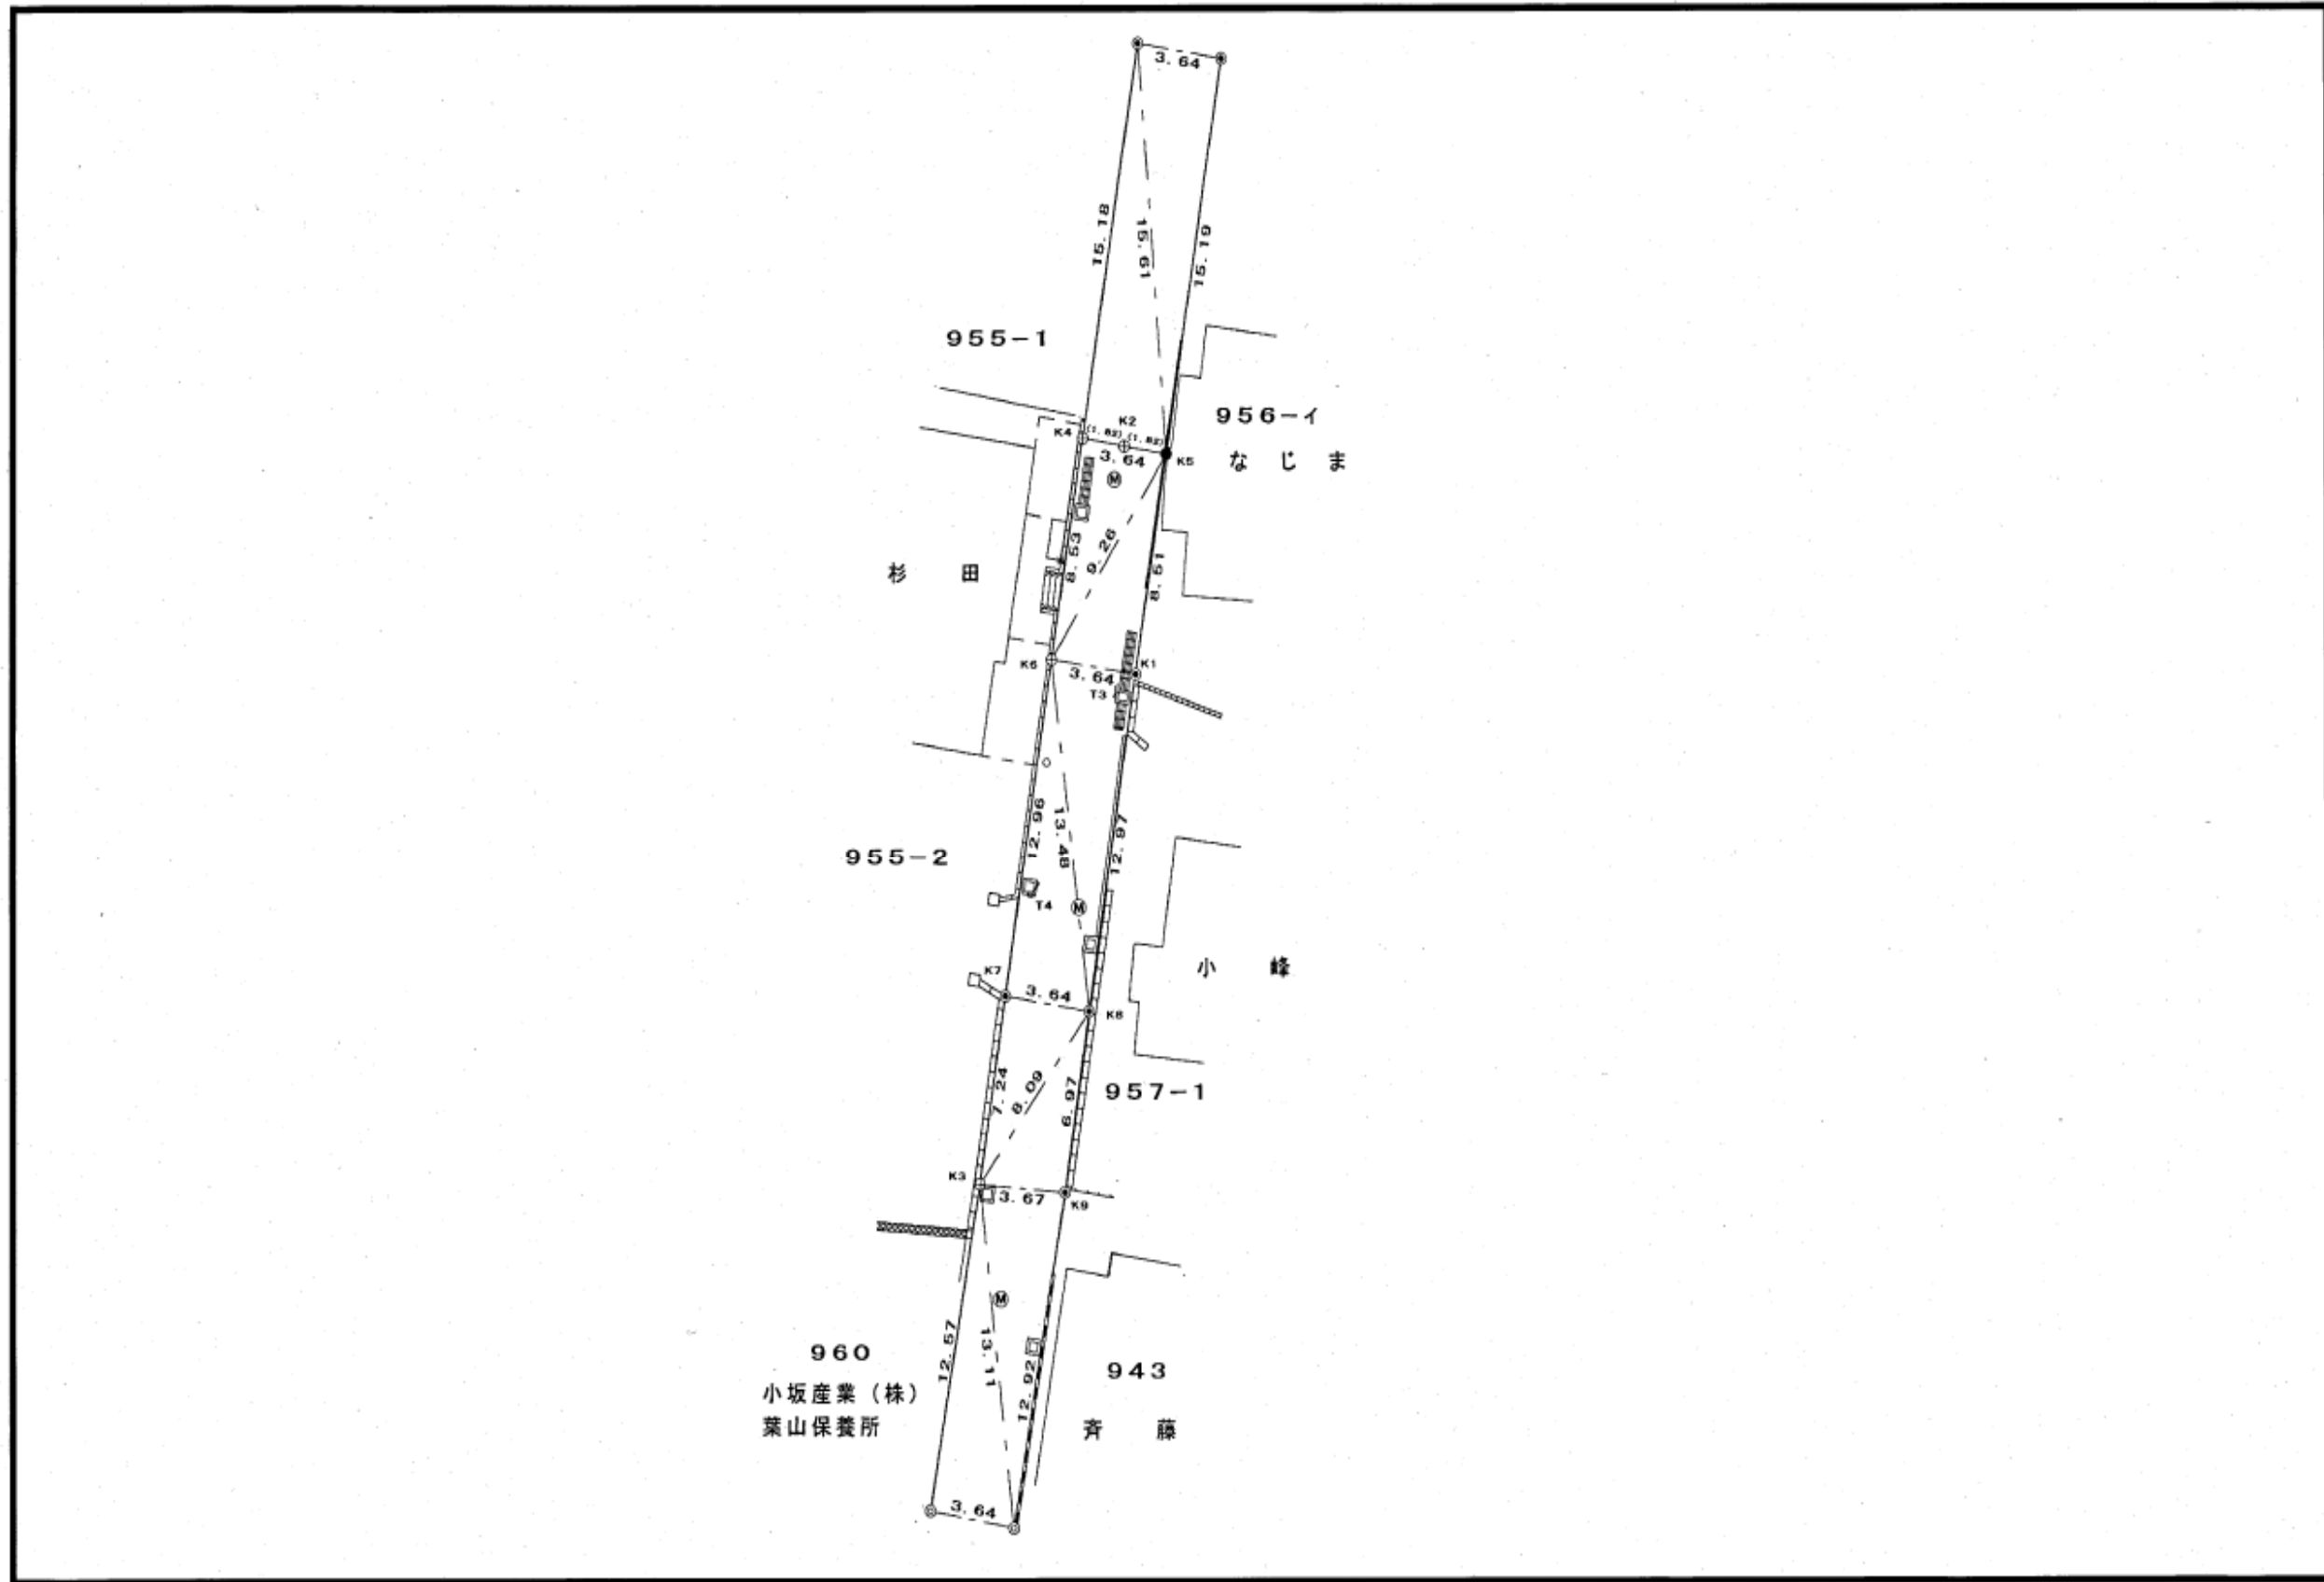 3.64
15.18
15.61
15.19
955-1
956-イ
K2
K4
(1.82)
(1.82)
3.64
K5
な じ ま
M
8.53
9.26
8.51
杉 田
K6
K1
3.64
T3
12.96
13.48
12.97
955-2
T4
M
小 峰
K7
3.64
K8
7.24
8.09
6.97
957-1
K3
3.67
K9
M
12.57
13.11
12.92
960
943
小坂産業（株）
葉山保養所
斉 藤
3.64